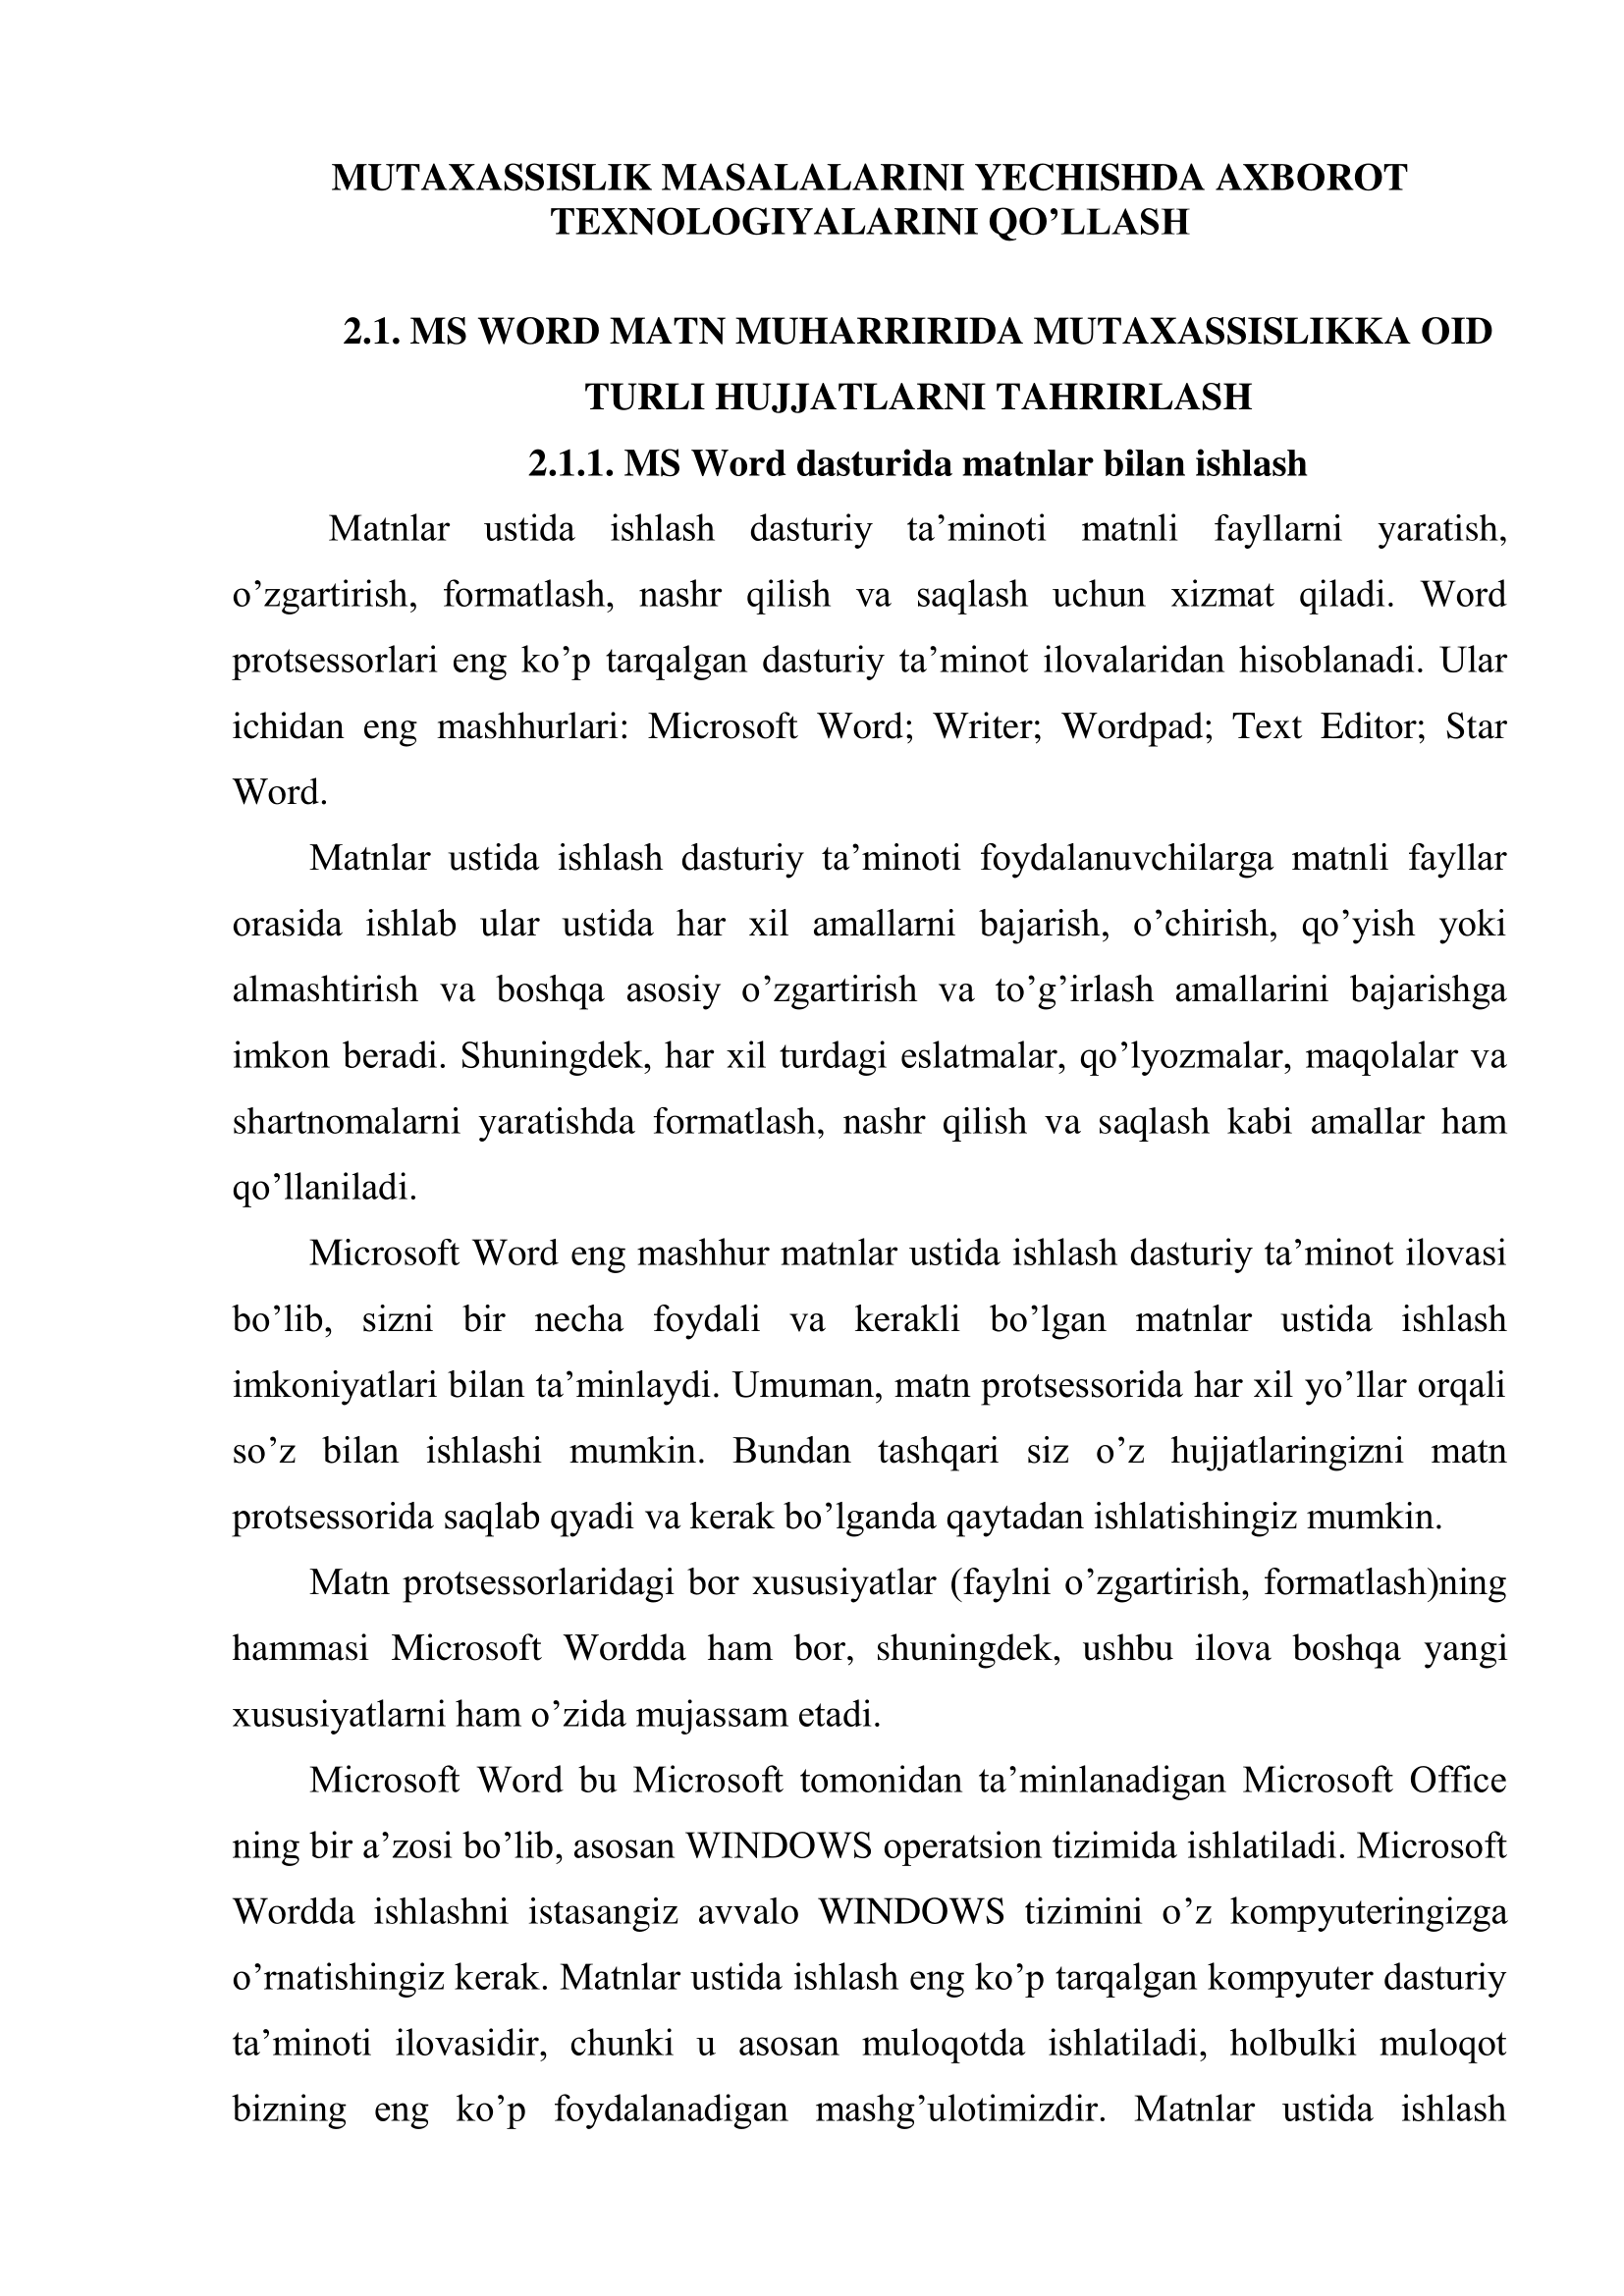 MUTAXASSISLIK MASALALARINI YECHISHDA AXBOROT
TEXNOLOGIYALARINI QO’LLASH
2.1. MS WORD MATN MUHARRIRIDA MUTAXASSISLIKKA OID
TURLI HUJJATLARNI TAHRIRLASH
2.1.1. MS Word dasturida matnlar bilan ishlash
Matnlar ustida ishlash dasturiy ta’minoti matnli fayllarni yaratish,
o’zgartirish, formatlash, nashr qilish va saqlash uchun xizmat qiladi. Word
protsessorlari eng ko’p tarqalgan dasturiy ta’minot ilovalaridan hisoblanadi. Ular
ichidan eng mashhurlari: Microsoft Word; Writer; Wordpad; Text Editor; Star
Word.
Matnlar ustida ishlash dasturiy ta’minoti foydalanuvchilarga matnli fayllar
orasida ishlab ular ustida har xil amallarni bajarish, o’chirish, qo’yish yoki
almashtirish va boshqa asosiy o’zgartirish va to’g’irlash amallarini bajarishga
imkon beradi. Shuningdek, har xil turdagi eslatmalar, qo’lyozmalar, maqolalar va
shartnomalarni yaratishda formatlash, nashr qilish va saqlash kabi amallar ham
qo’llaniladi.
Microsoft Word eng mashhur matnlar ustida ishlash dasturiy ta’minot ilovasi
bo’lib, sizni bir necha foydali va kerakli bo’lgan matnlar ustida ishlash
imkoniyatlari bilan ta’minlaydi. Umuman, matn protsessorida har xil yo’llar orqali
so’z bilan ishlashi mumkin. Bundan tashqari siz o’z hujjatlaringizni matn
protsessorida saqlab qyadi va kerak bo’lganda qaytadan ishlatishingiz mumkin.
Matn protsessorlaridagi bor xususiyatlar (faylni o’zgartirish, formatlash)ning
hammasi Microsoft Wordda ham bor, shuningdek, ushbu ilova boshqa yangi
xususiyatlarni ham o’zida mujassam etadi.
Microsoft Word bu Microsoft tomonidan ta’minlanadigan Microsoft Office
ning bir a’zosi bo’lib, asosan WINDOWS operatsion tizimida ishlatiladi. Microsoft
Wordda ishlashni istasangiz avvalo WINDOWS tizimini o’z kompyuteringizga
o’rnatishingiz kerak. Matnlar ustida ishlash eng ko’p tarqalgan kompyuter dasturiy
ta’minoti ilovasidir, chunki u asosan muloqotda ishlatiladi, holbulki muloqot
bizning eng ko’p foydalanadigan mashg’ulotimizdir. Matnlar ustida ishlash